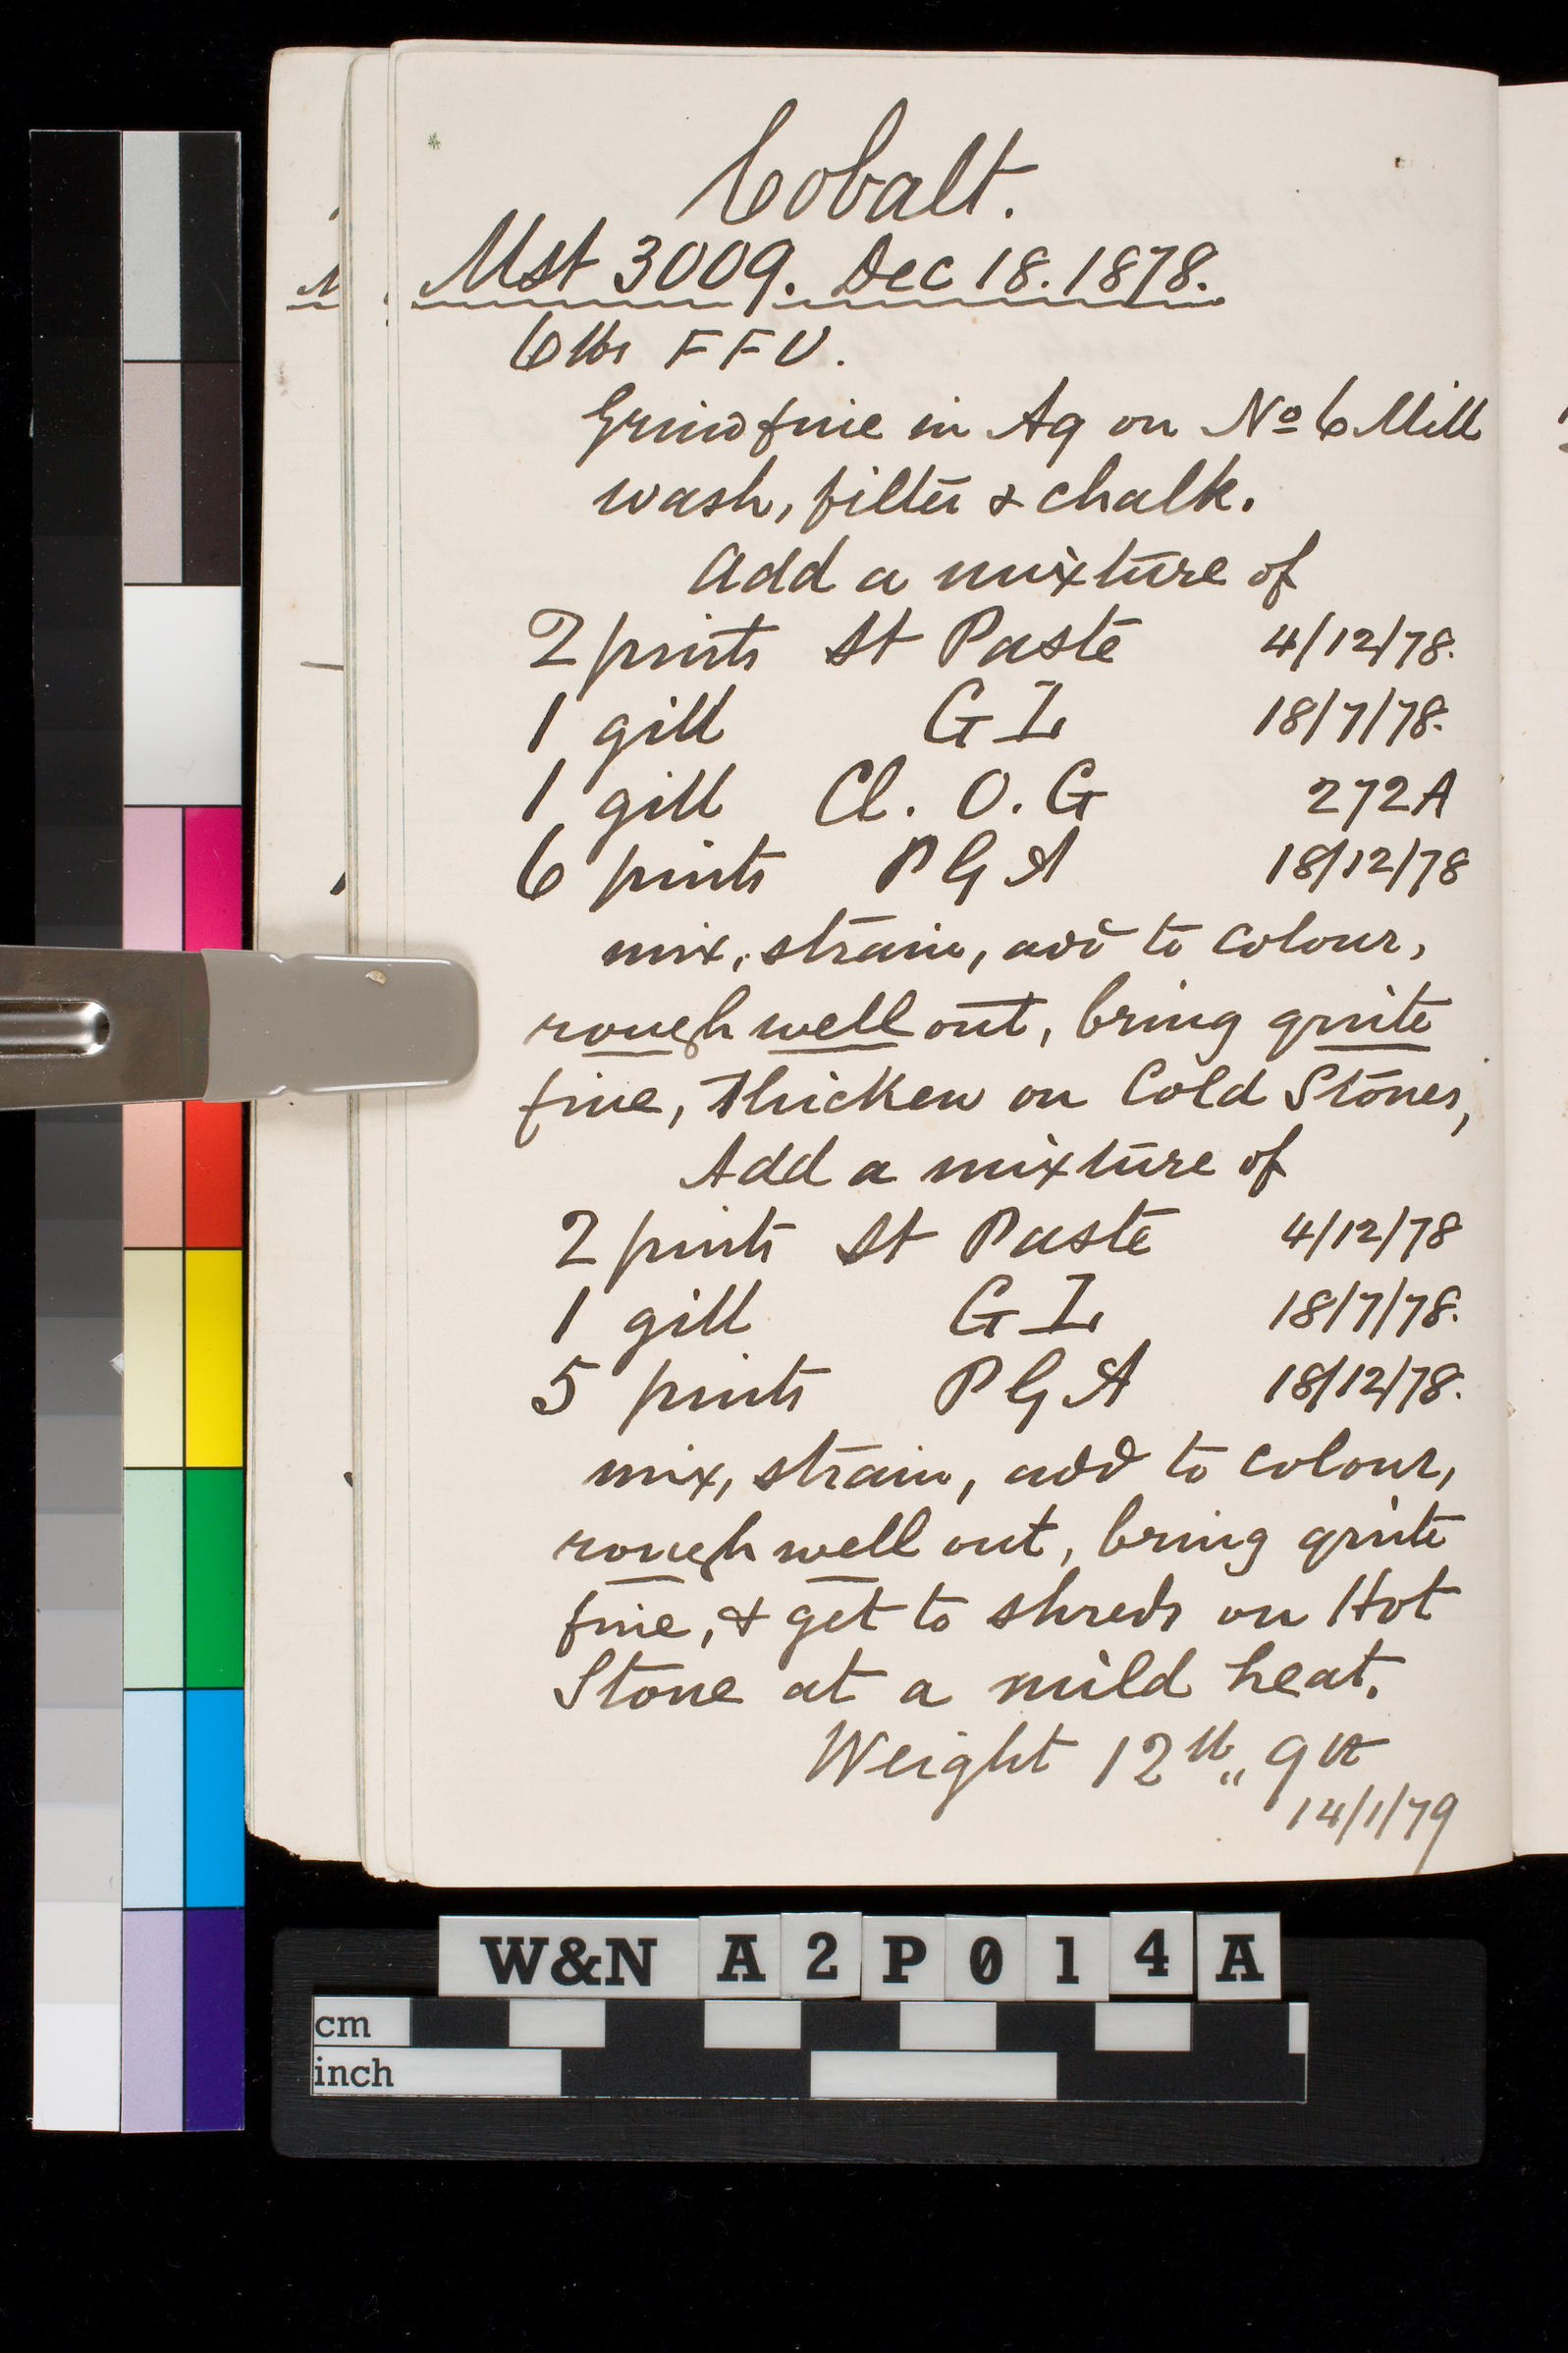 Cobalt.
Mst 3009. Dec 18. 1878.
6 lbs FFU.
Grind fine in Aq on No 6 Mill
wash, filter & chalk.
Add a mixture of
2 pints St Paste 4/12/78.
1 gill G I 18/7/78.
1 gill Cl. O. G 272A
6 pints P G A 18/12/78
mix, strain, add to colour,
rough well out, bring quite
fine, thicken on Cold Stones,
Add a mixture of
2 pints St Paste 4/12/78
1 gill G I 18/7/78.
5 pints P G A 18/12/78.
mix, strain, add to colour,
rough well out, bring quite
fine, & get to shreds on Hot
Stone at a mild heat.
Weight 12 lb,, 9
14/1/79
W&N A2P014A
cm
inch